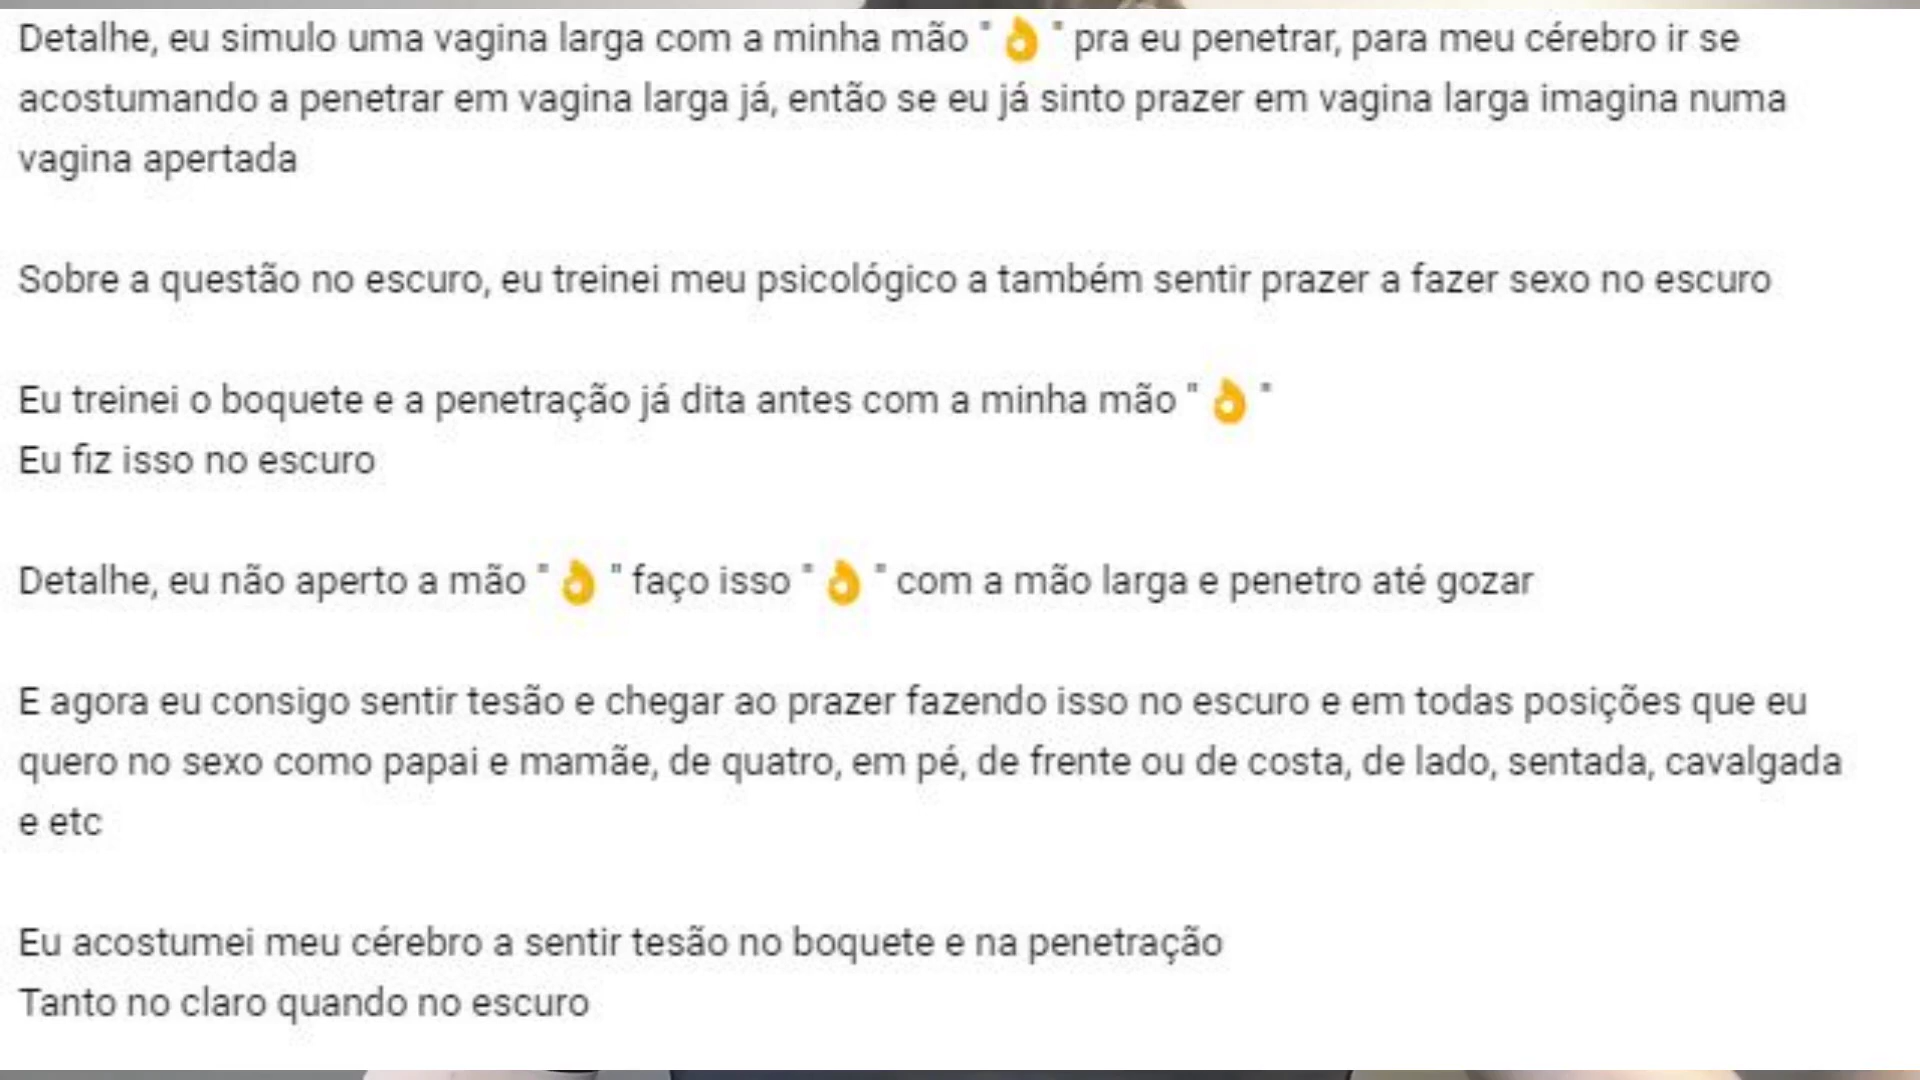 Detalhe, eu simulo uma vagina larga com a minha mão " 👌 " pra eu penetrar, para meu cérebro ir se
acostumando a penetrar em vagina larga já, então se eu já sinto prazer em vagina larga imagina numa
vagina apertada
Sobre a questão no escuro, eu treinei meu psicológico a também sentir prazer a fazer sexo no escuro
Eu treinei o boquete e a penetração já dita antes com a minha mão " 👌 "
Eu fiz isso no escuro
Detalhe, eu não aperto a mão " 👌 " faço isso " 👌 " com a mão larga e penetro até gozar
E agora eu consigo sentir tesão e chegar ao prazer fazendo isso no escuro e em todas posições que eu
quero no sexo como papai e mamãe, de quatro, em pé, de frente ou de costa, de lado, sentada, cavalgada
e etc
Eu acostumei meu cérebro a sentir tesão no boquete e na penetração
Tanto no claro quando no escuro